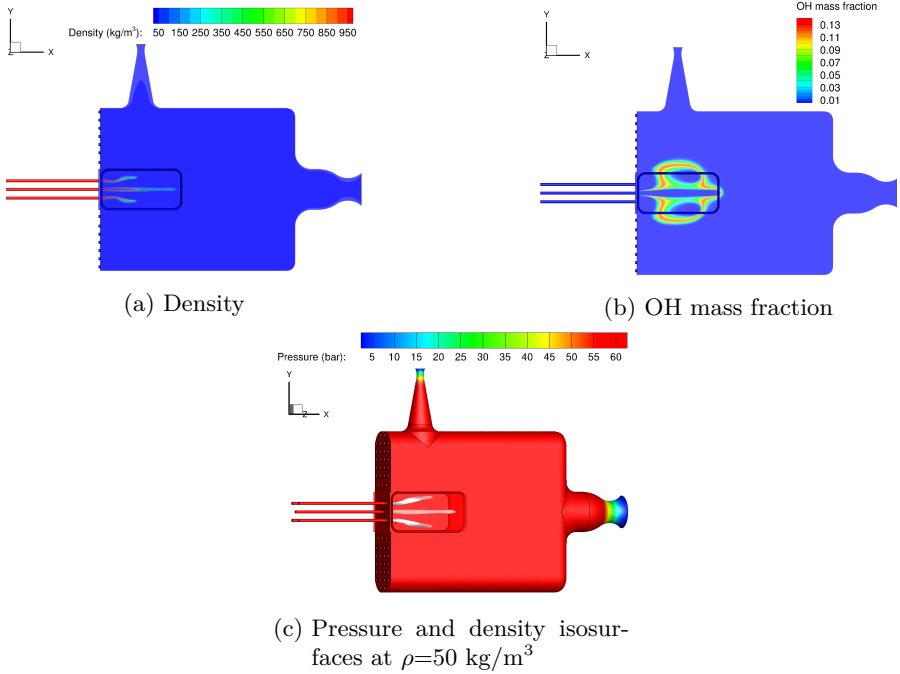 Y
Z
X
Density (kg/m³): 50 150 250 350 450 550 650 750 850 950
(a) Density
Y
Z
X
OH mass fraction
0.13
0.11
0.09
0.07
0.05
0.03
0.01
(b) OH mass fraction
Pressure (bar): 5 10 15 20 25 30 35 40 45 50 55 60
Y
Z X
(c) Pressure and density isosur-
faces at ρ=50 kg/m³